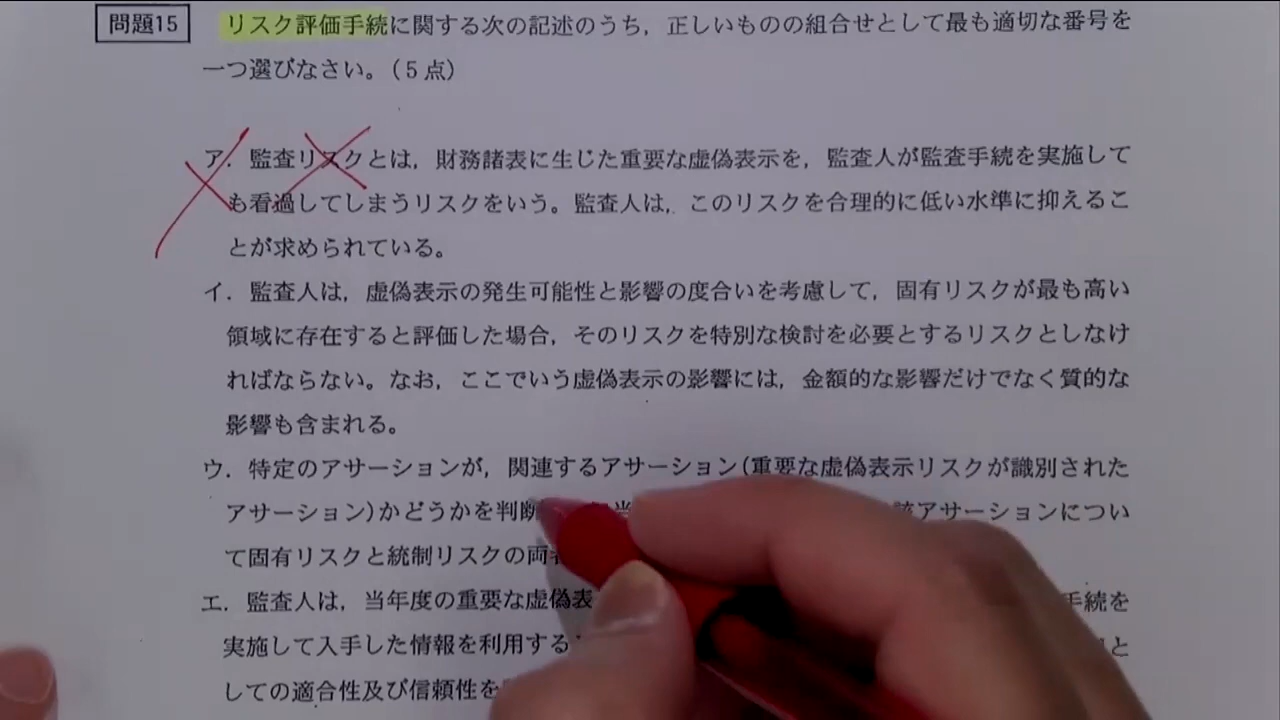 問題15 リスク評価手続に関する次の記述のうち，正しいものの組合せとして最も適切な番号を
一つ選びなさい。（5点）
ア．監査リスクとは，財務諸表に生じた重要な虚偽表示を，監査人が監査手続を実施して
も看過してしまうリスクをいう。監査人は，このリスクを合理的に低い水準に抑えるこ
とが求められている。
イ．監査人は，虚偽表示の発生可能性と影響の度合いを考慮して，固有リスクが最も高い
領域に存在すると評価した場合，そのリスクを特別な検討を必要とするリスクとしなけ
ればならない。なお，ここでいう虚偽表示の影響には，金額的な影響だけでなく質的な
影響も含まれる。
ウ．特定のアサーションが，関連するアサーション（重要な虚偽表示リスクが識別された
アサーション）かどうかを判断 アサーションについ
て固有リスクと統制リスクの両
エ．監査人は，当年度の重要な虚偽表 手続を
実施して入手した情報を利用する と
しての適合性及び信頼性を